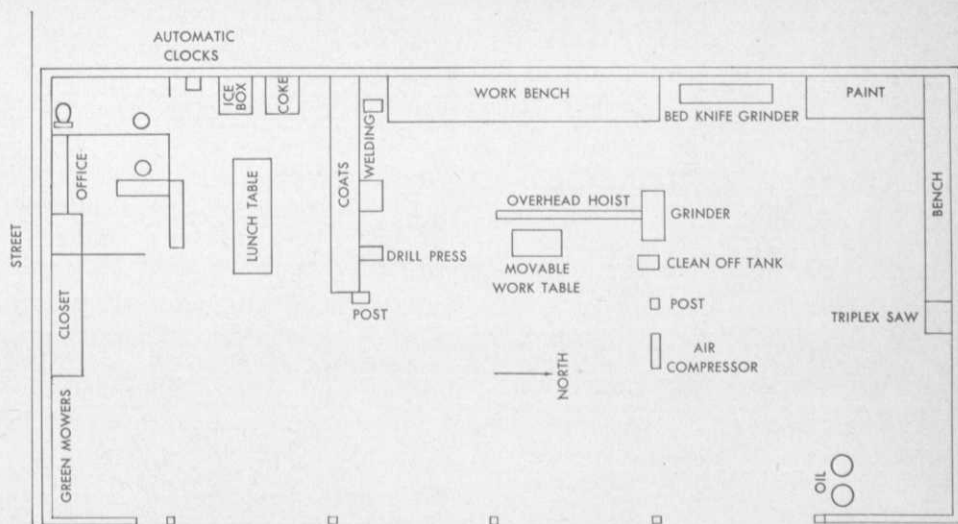 AUTOMATIC
CLOCKS
ICE
BOX
COKE
WORK BENCH
BED KNIFE GRINDER
PAINT
OFFICE
LUNCH TABLE
COATS
WELDING
BENCH
OVERHEAD HOIST
GRINDER
STREET
DRILL PRESS
MOVABLE
WORK TABLE
CLEAN OFF TANK
CLOSET
POST
POST
TRIPLEX SAW
AIR
COMPRESSOR
NORTH
GREEN MOWERS
OIL